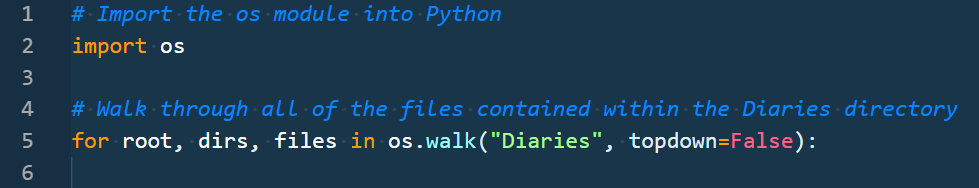 1 # Import the os module into Python
2 import os
3
4 # Walk through all of the files contained within the Diaries directory
5 for root, dirs, files in os.walk("Diaries", topdown=False):
6